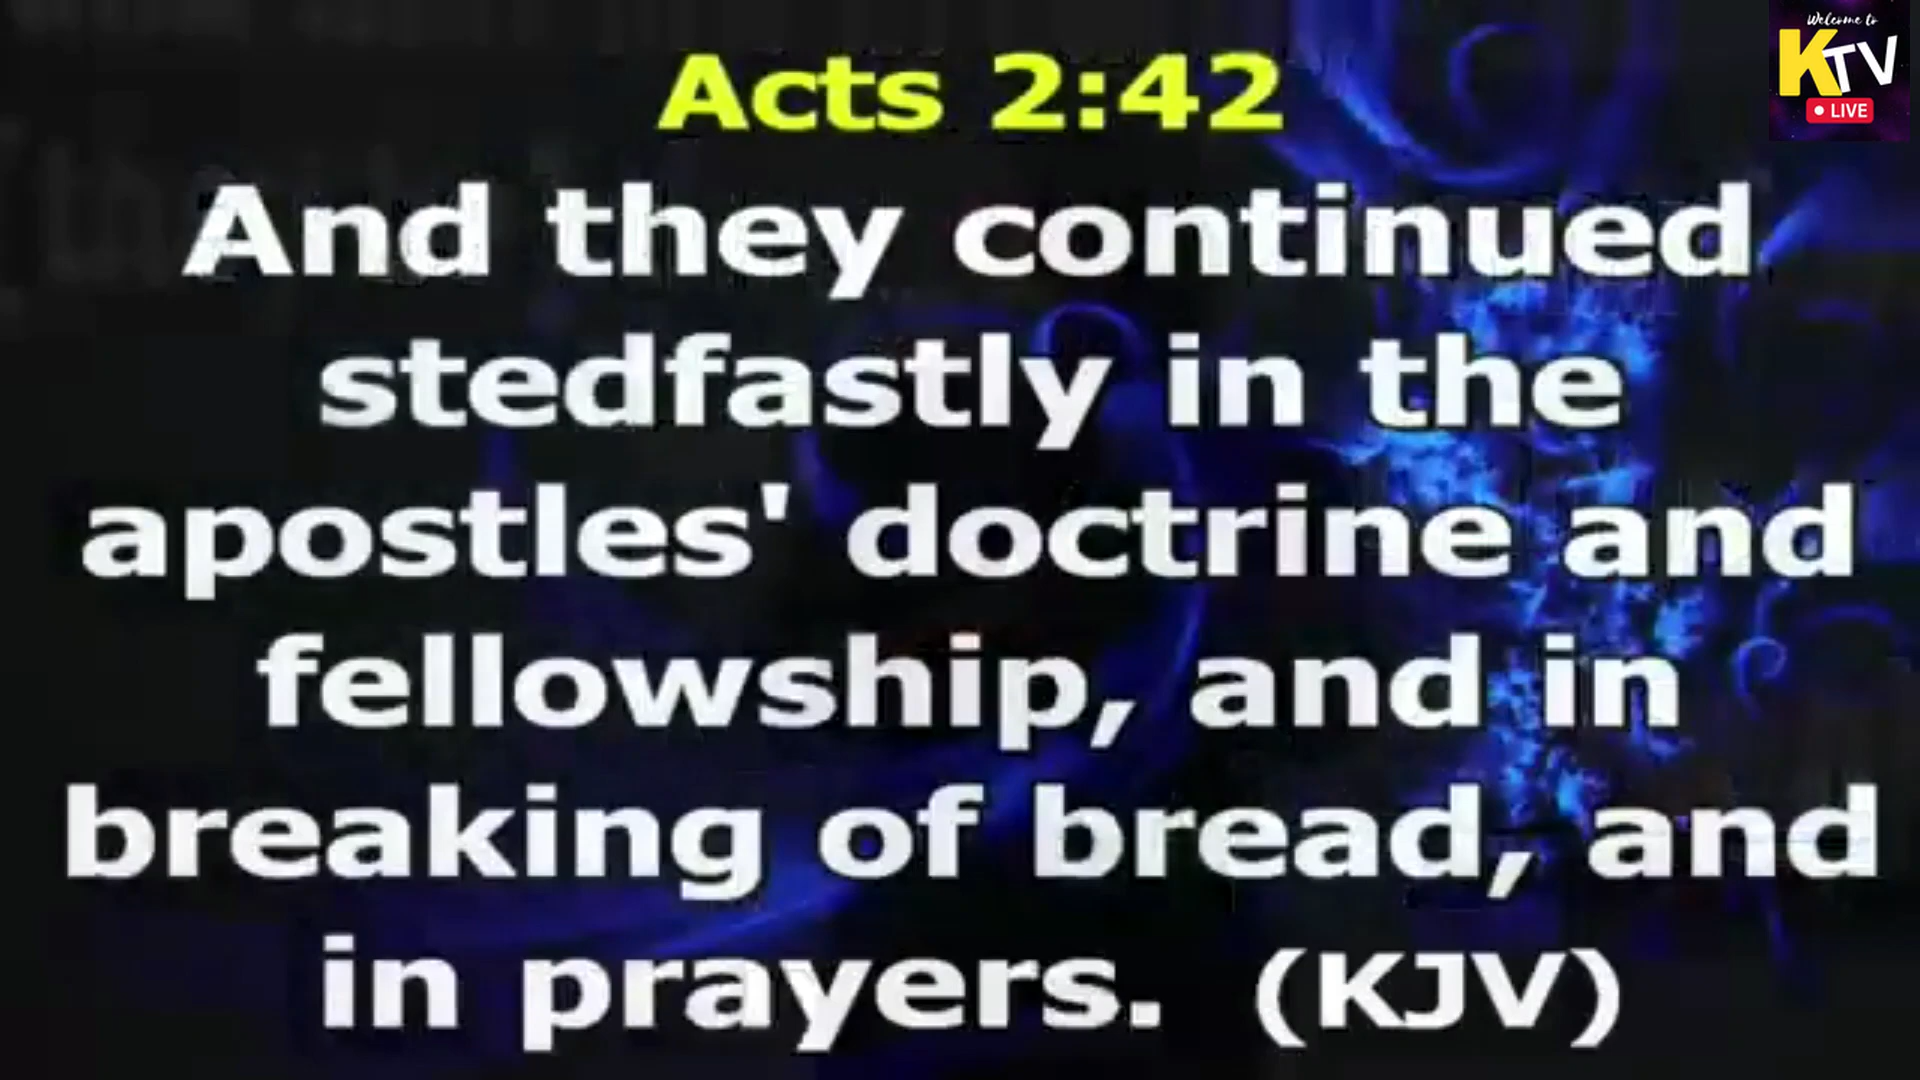 Welcome to
KTV
LIVE
Acts 2:42
And they continued
stedfastly in the
apostles' doctrine and
fellowship, and in
breaking of bread, and
in prayers. (KJV)